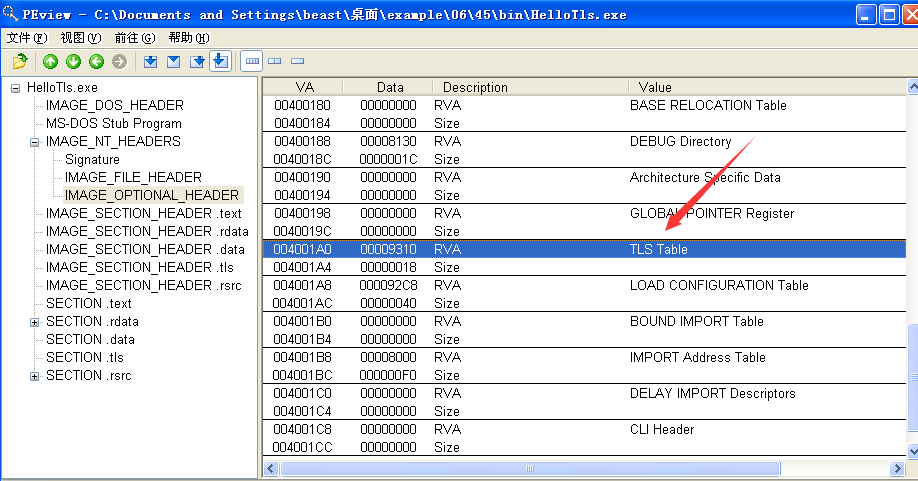 PEview - C:\Documents and Settings\beast\桌面\example\06\45\bin\HelloTls.exe
文件(F) 视图(V) 前往(G) 帮助(H)
HelloTls.exe
IMAGE_DOS_HEADER
MS-DOS Stub Program
IMAGE_NT_HEADERS
Signature
IMAGE_FILE_HEADER
IMAGE_OPTIONAL_HEADER
IMAGE_SECTION_HEADER .text
IMAGE_SECTION_HEADER .rdata
IMAGE_SECTION_HEADER .data
IMAGE_SECTION_HEADER .tls
IMAGE_SECTION_HEADER .rsrc
SECTION .text
SECTION .rdata
SECTION .data
SECTION .tls
SECTION .rsrc
VA Data Description Value
00400180 00000000 RVA BASE RELOCATION Table
00400184 00000000 Size
00400188 00008130 RVA DEBUG Directory
0040018C 0000001C Size
00400190 00000000 RVA Architecture Specific Data
00400194 00000000 Size
00400198 00000000 RVA GLOBAL POINTER Register
0040019C 00000000 Size
004001A0 00009310 RVA TLS Table
004001A4 00000018 Size
004001A8 000092C8 RVA LOAD CONFIGURATION Table
004001AC 00000040 Size
004001B0 00000000 RVA BOUND IMPORT Table
004001B4 00000000 Size
004001B8 00008000 RVA IMPORT Address Table
004001BC 000000F0 Size
004001C0 00000000 RVA DELAY IMPORT Descriptors
004001C4 00000000 Size
004001C8 00000000 RVA CLI Header
004001CC 00000000 Size